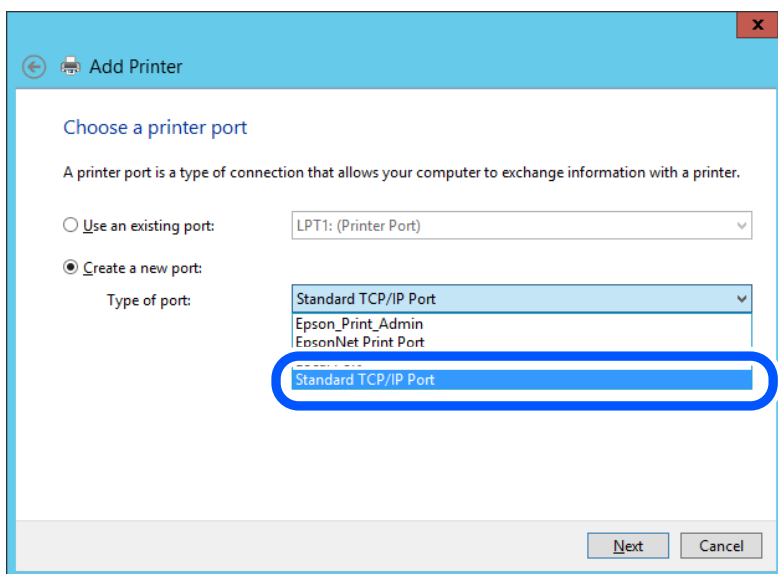 x
Add Printer
Choose a printer port
A printer port is a type of connection that allows your computer to exchange information with a printer.
Use an existing port: LPT1: (Printer Port)
Create a new port:
Type of port: Standard TCP/IP Port
Epson_Print_Admin
EpsonNet Print Port
Standard TCP/IP Port
Next Cancel